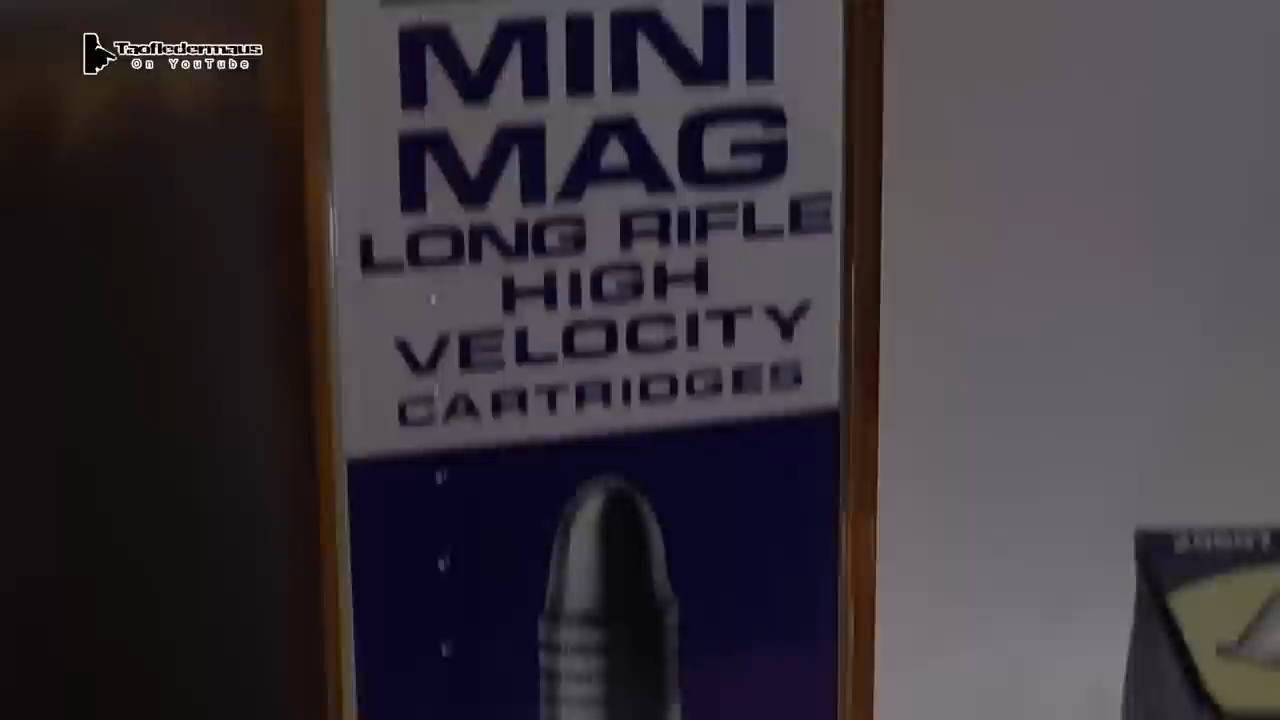 Taofledermaus
On YouTube
MINI
MAG
LONG RIFLE
HIGH
VELOCITY
CARTRIDGES